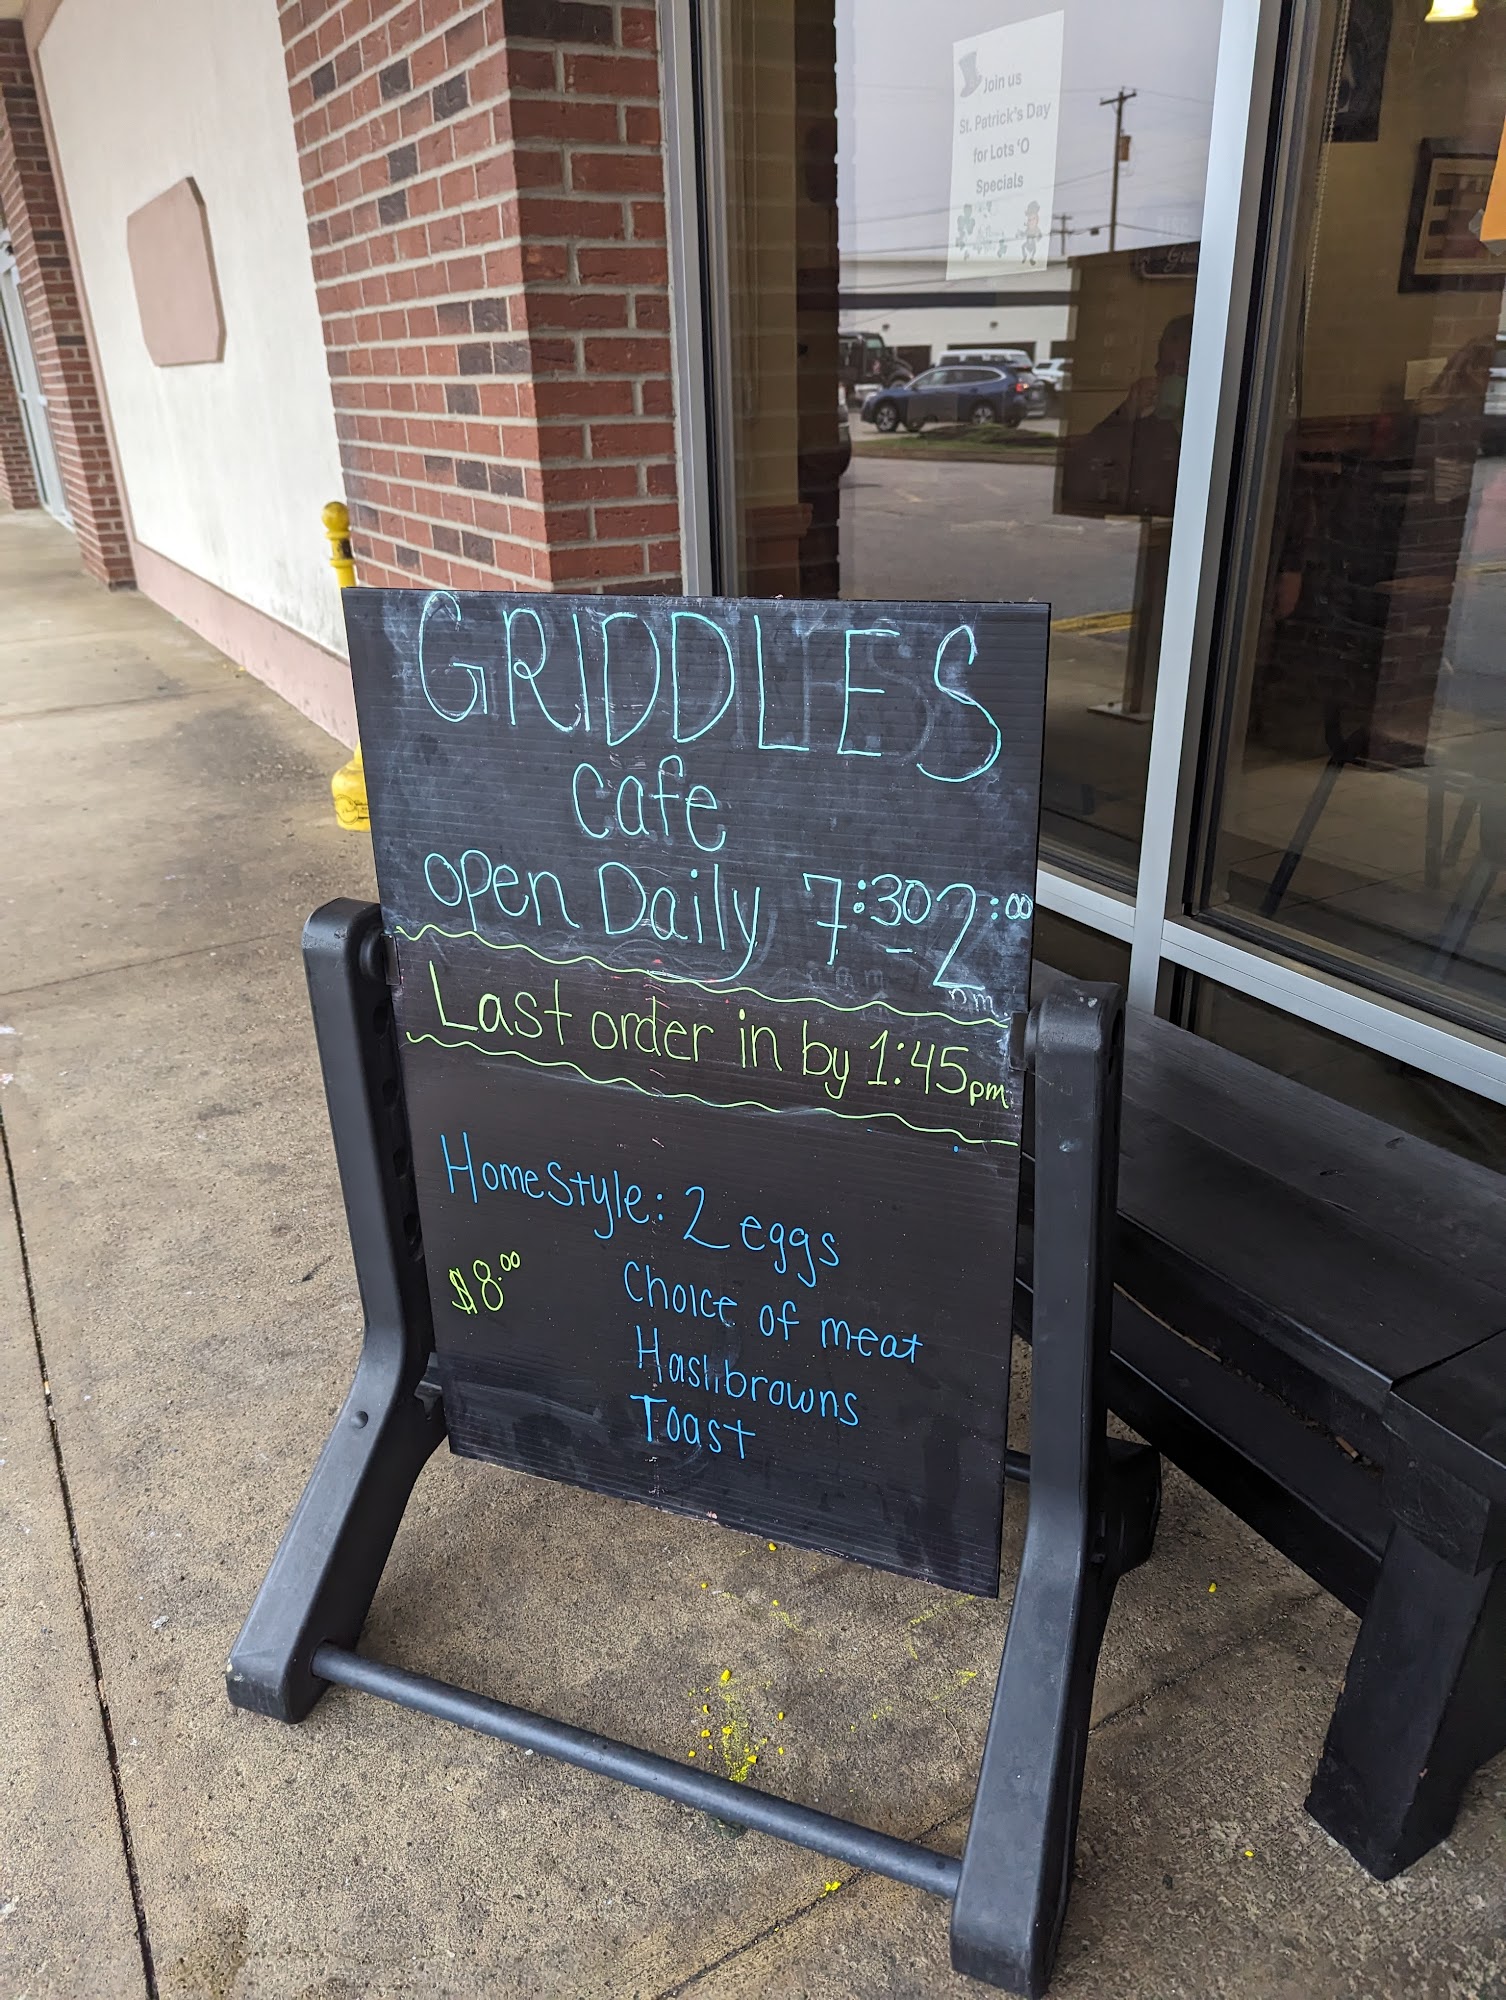 Join us
St. Patrick's Day
for Lots 'O
Specials
GRIDDLES
cafe
open Daily 7:30-2:00
am pm
Last order in by 1:45pm
HomeStyle: 2 eggs
$8.00 Choice of meat
Hashbrowns
Toast